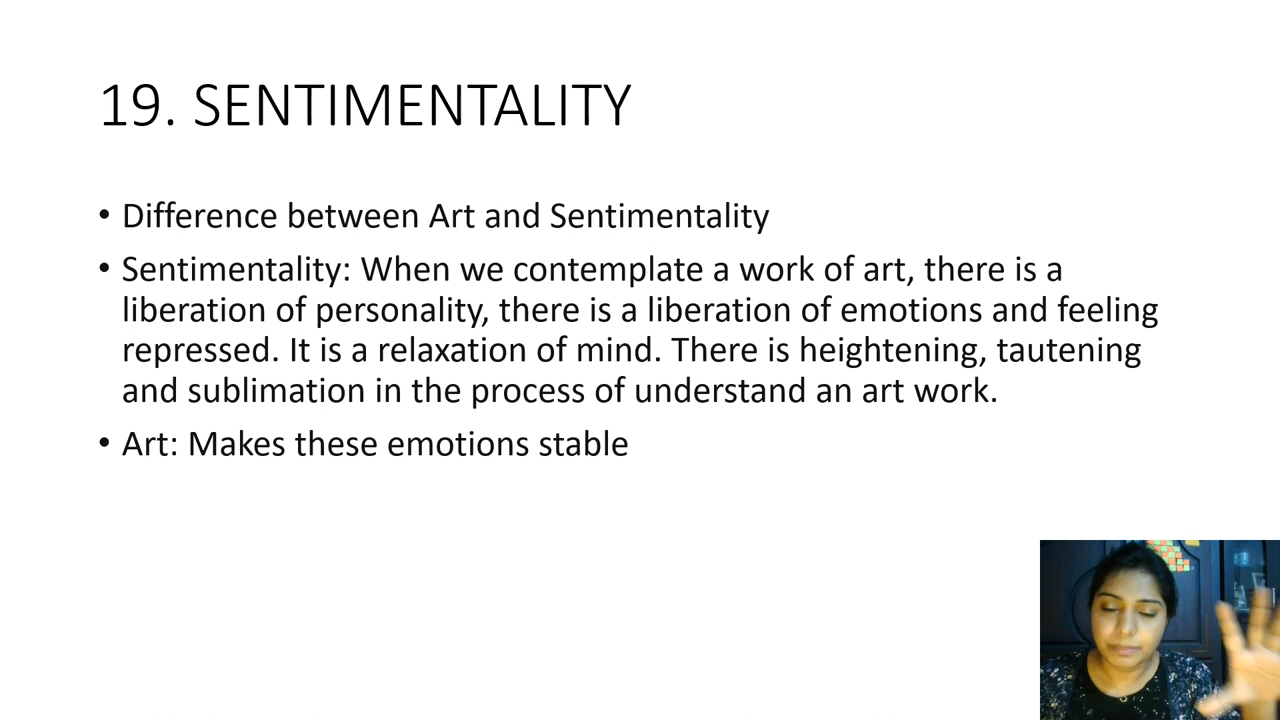 19. SENTIMENTALITY
• Difference between Art and Sentimentality
• Sentimentality: When we contemplate a work of art, there is a
liberation of personality, there is a liberation of emotions and feeling
repressed. It is a relaxation of mind. There is heightening, tautening
and sublimation in the process of understand an art work.
• Art: Makes these emotions stable